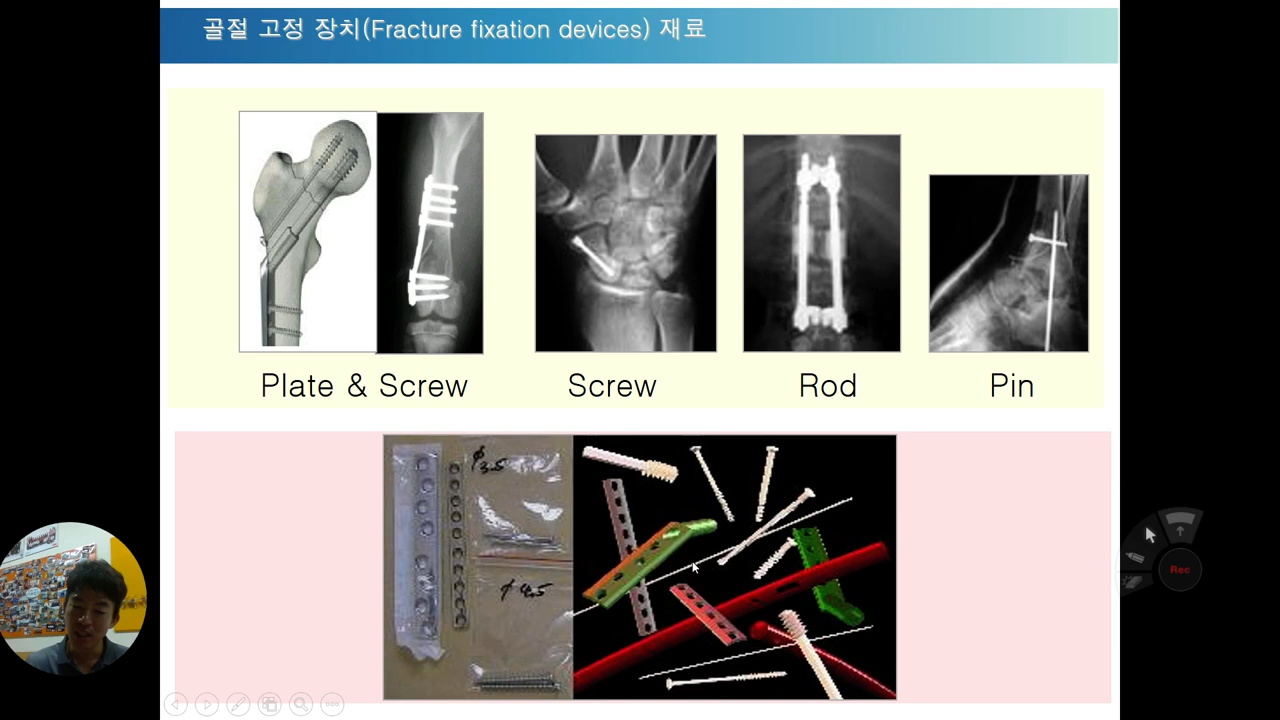 골절 고정 장치(Fracture fixation devices) 재료
Plate & Screw
Screw
Rod
Pin
ϕ3.5
ϕ4.5
Rec